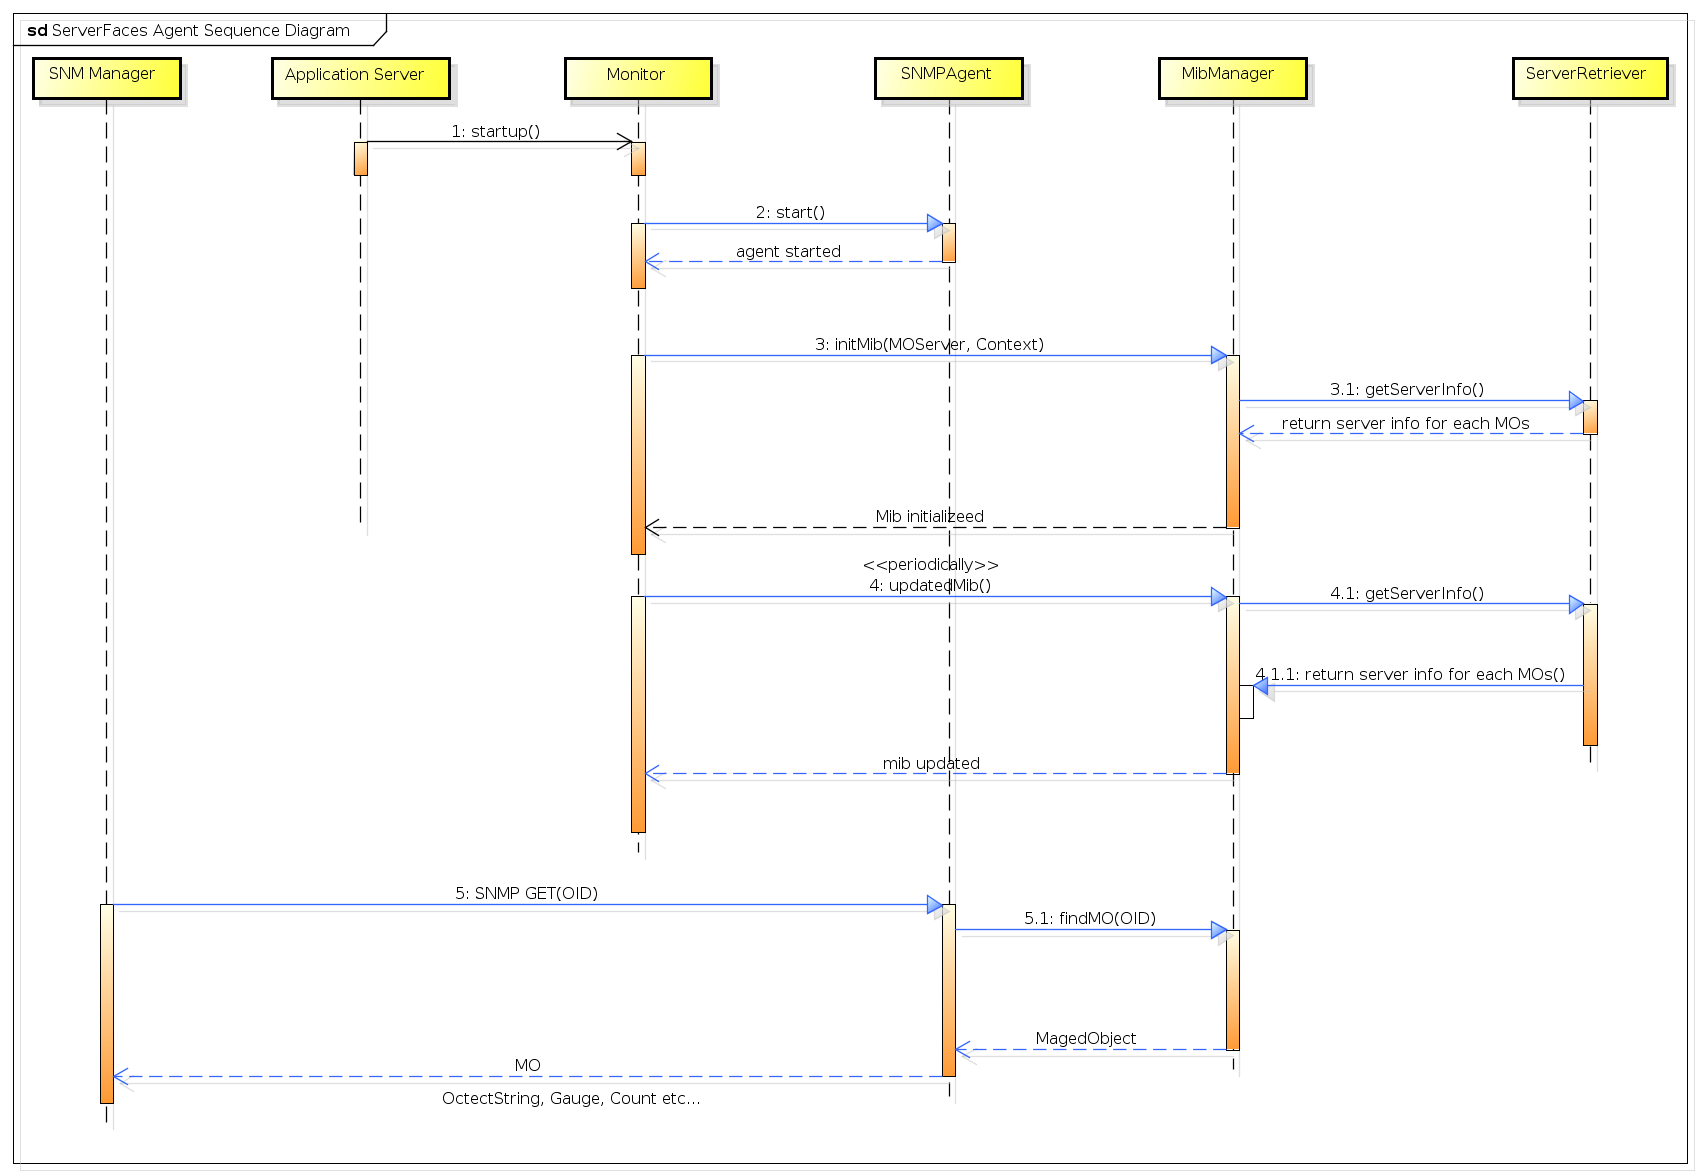 sd ServerFaces Agent Sequence Diagram
SNM Manager
Application Server
Monitor
SNMPAgent
MibManager
ServerRetriever
1: startup()
2: start()
agent started
3: initMib(MOServer, Context)
3.1: getServerInfo()
return server info for each MOs
Mib initializeed
<<periodically>>
4: updatedMib()
4.1: getServerInfo()
4.1.1: return server info for each MOs()
mib updated
5: SNMP GET(OID)
5.1: findMO(OID)
MagedObject
MO
OctectString, Gauge, Count etc...